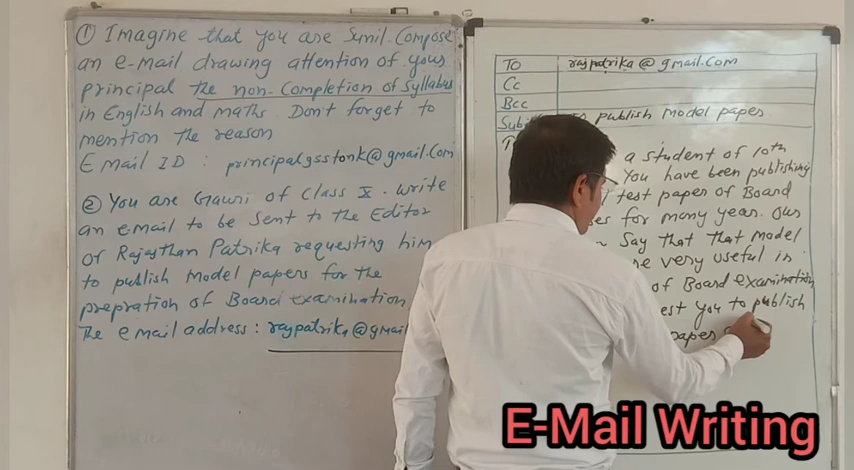 ① Imagine that you are Sunil. Compose
an e-mail drawing attention of your
principal the non-completion of Syllabus
in English and maths. Don't forget to
mention the reason
E Mail ID : principalgsstonk@gmail.com
② You are Gauri of Class X. write
an email to be sent to the Editor
of Rajasthan Patrika requesting him
to publish model papers for the
prepration of Board examination
The email address: rajpatrika@gmail
To rajpatrika@gmail.com
Cc
Bcc
to publish model paper
a student of 10th
You have been publishing
test paper of Board
for many year. Our
Say that that model
very useful in
of Board examination
you to publish
paper
E-Mail Writing